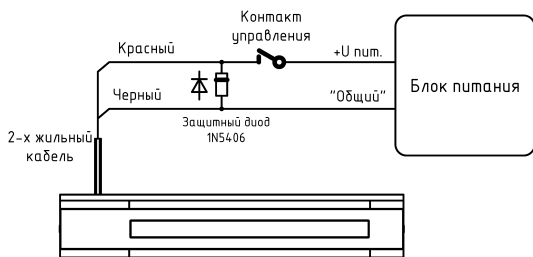 Контакт
управления
Красный
+U пит.
Блок питания
Черный
"Общий"
Защитный диод
1N5406
2-х жильный
кабель